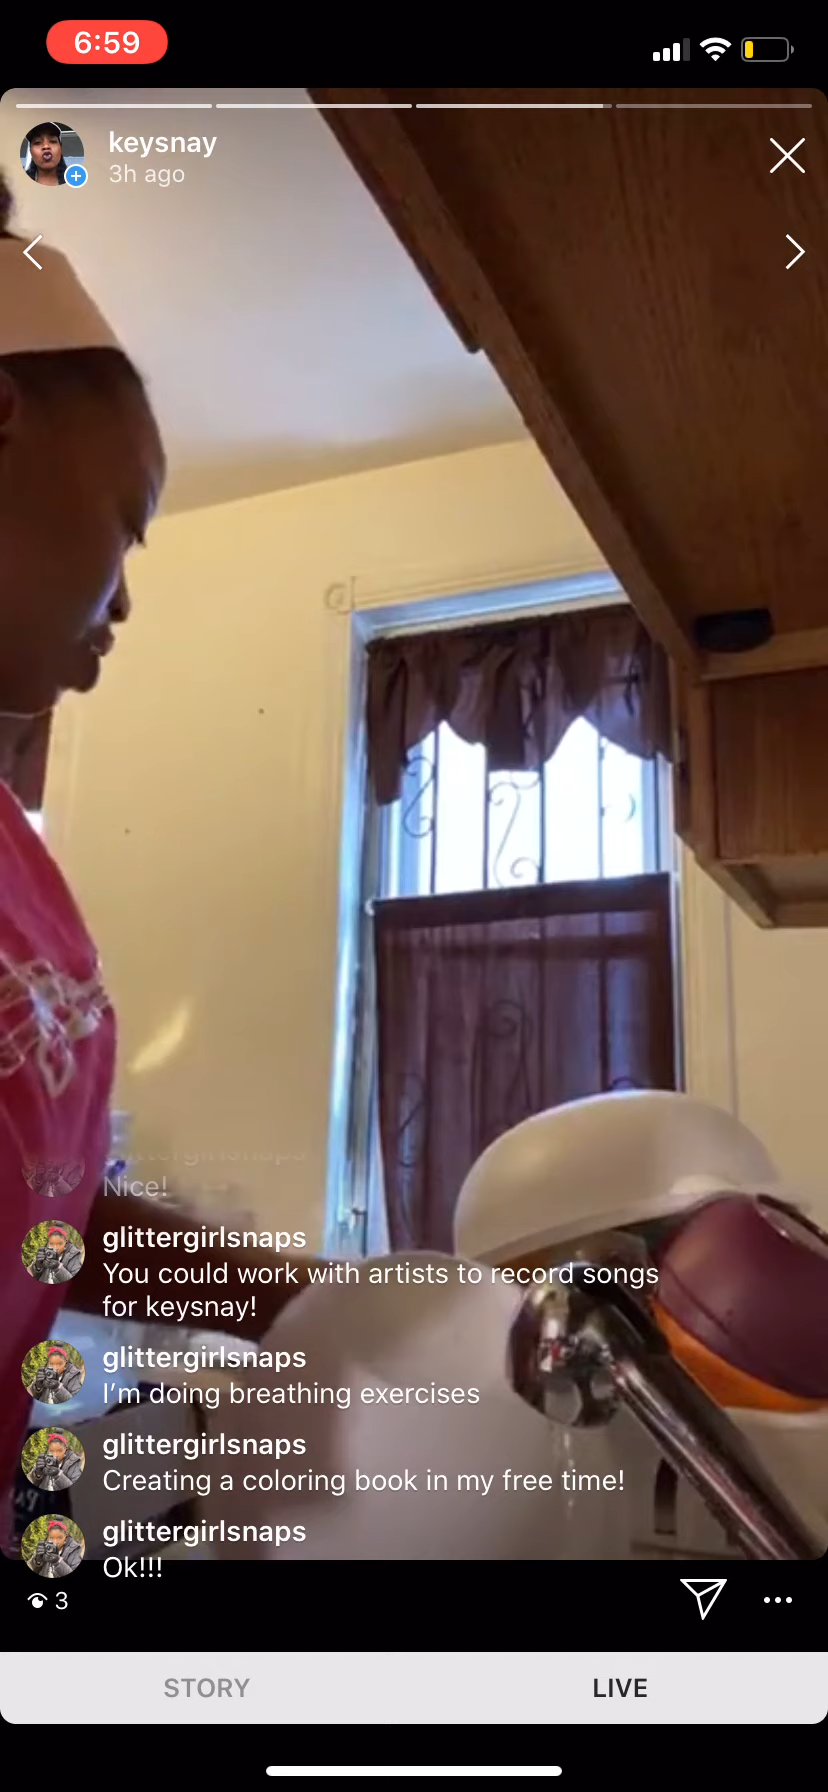 6:59
keysnay
3h ago
Nice!
glittergirlsnaps
You could work with artists to record songs
for keysnay!
glittergirlsnaps
I'm doing breathing exercises
glittergirlsnaps
Creating a coloring book in my free time!
glittergirlsnaps
Ok!!!
3
STORY
LIVE